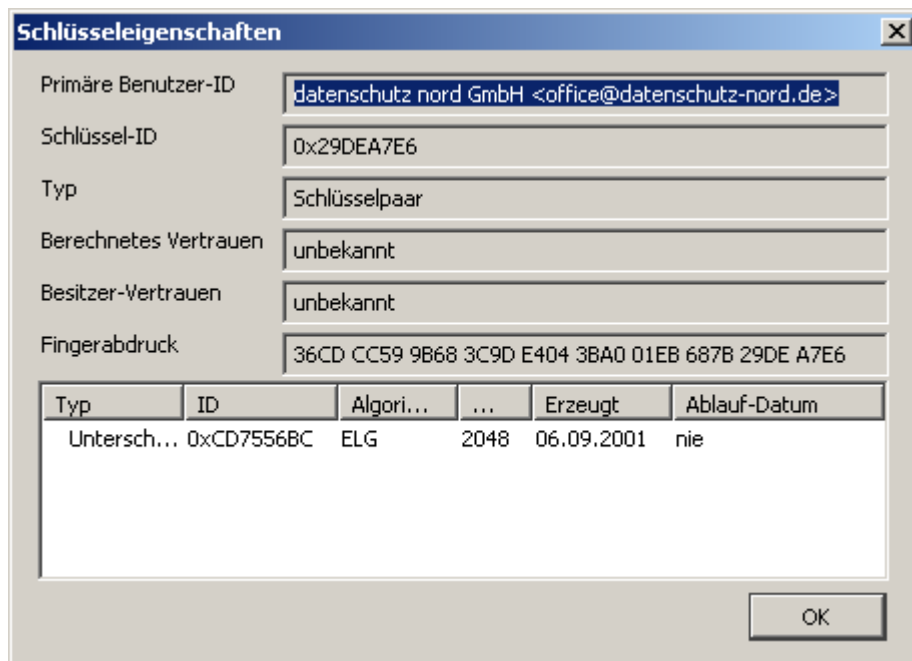 Schlüsseleigenschaften
Primäre Benutzer-ID datenschutz nord GmbH <office@datenschutz-nord.de>
Schlüssel-ID 0x29DEA7E6
Typ Schlüsselpaar
Berechnetes Vertrauen unbekannt
Besitzer-Vertrauen unbekannt
Fingerabdruck 36CD CC59 9B68 3C9D E404 3BA0 01EB 687B 29DE A7E6
Typ ID Algori... ... Erzeugt Ablauf-Datum
Untersch... 0xCD7556BC ELG 2048 06.09.2001 nie
OK